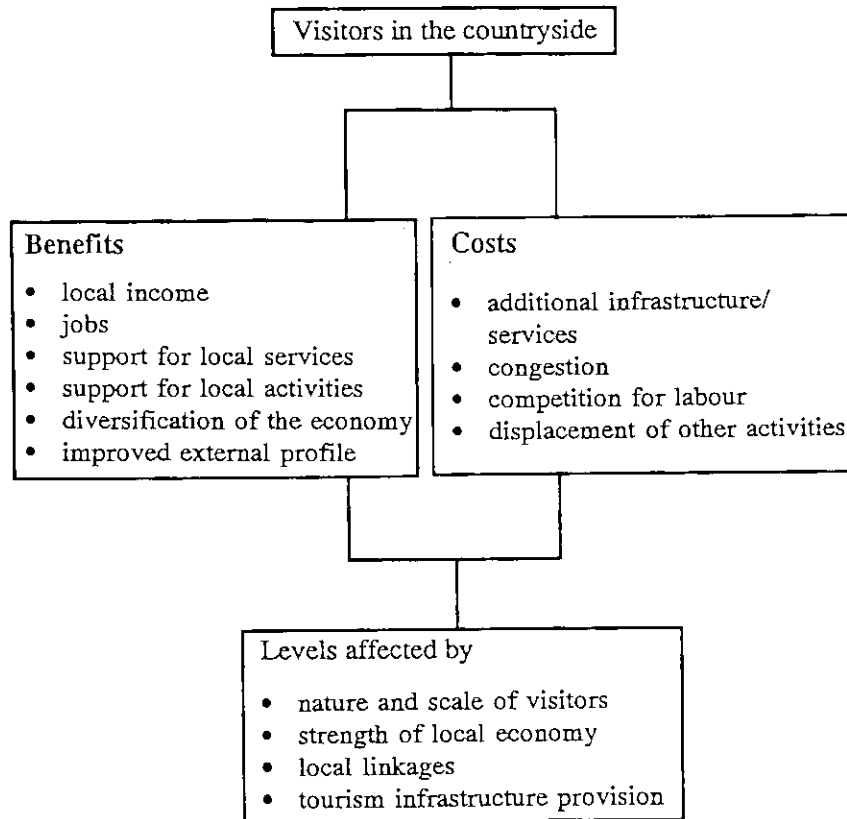 Visitors in the countryside
Benefits
• local income
• jobs
• support for local services
• support for local activities
• diversification of the economy
• improved external profile
Costs
• additional infrastructure/
services
• congestion
• competition for labour
• displacement of other activities
Levels affected by
• nature and scale of visitors
• strength of local economy
• local linkages
• tourism infrastructure provision